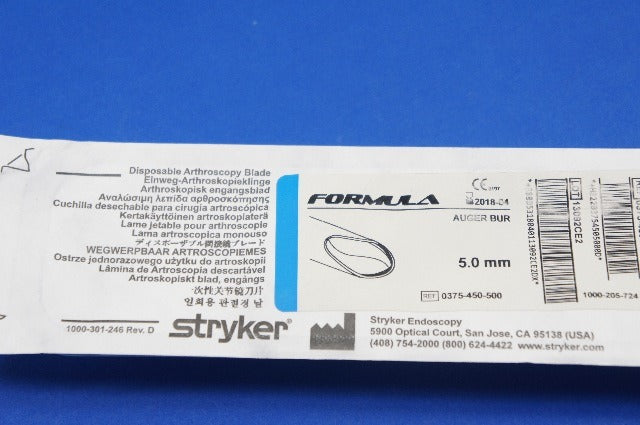 Disposable Arthroscopy Blade
Einweg-Arthroskopieklinge
Arthroskopisk engangsblad
Αναλώσιμη λεπίδα αρθροσκόπησης
Cuchilla desechable para cirugia artroscópica
Kertakäyttöinen artroskopiaterä
Lame jetable pour arthroscopie
Lama artroscopica monouso
ディスポーザブル関節鏡ブレード
WEGWERPBAAR ARTROSCOPIEMES
Ostrze jednorazowego użytku do artroskopii
Lâmina de Artroscopia descartável
Artroskopiskt blad, engångs
一次性关节镜刀片
일회용 관절경 날
1000-301-246 Rev. D
stryker
FORMULA
CE
2018-04
AUGER BUR
5.0 mm
REF 0375-450-500
13092CE2
1000-205-724
Stryker Endoscopy
5900 Optical Court, San Jose, CA 95138 (USA)
(408) 754-2000 (800) 624-4422 www.stryker.com